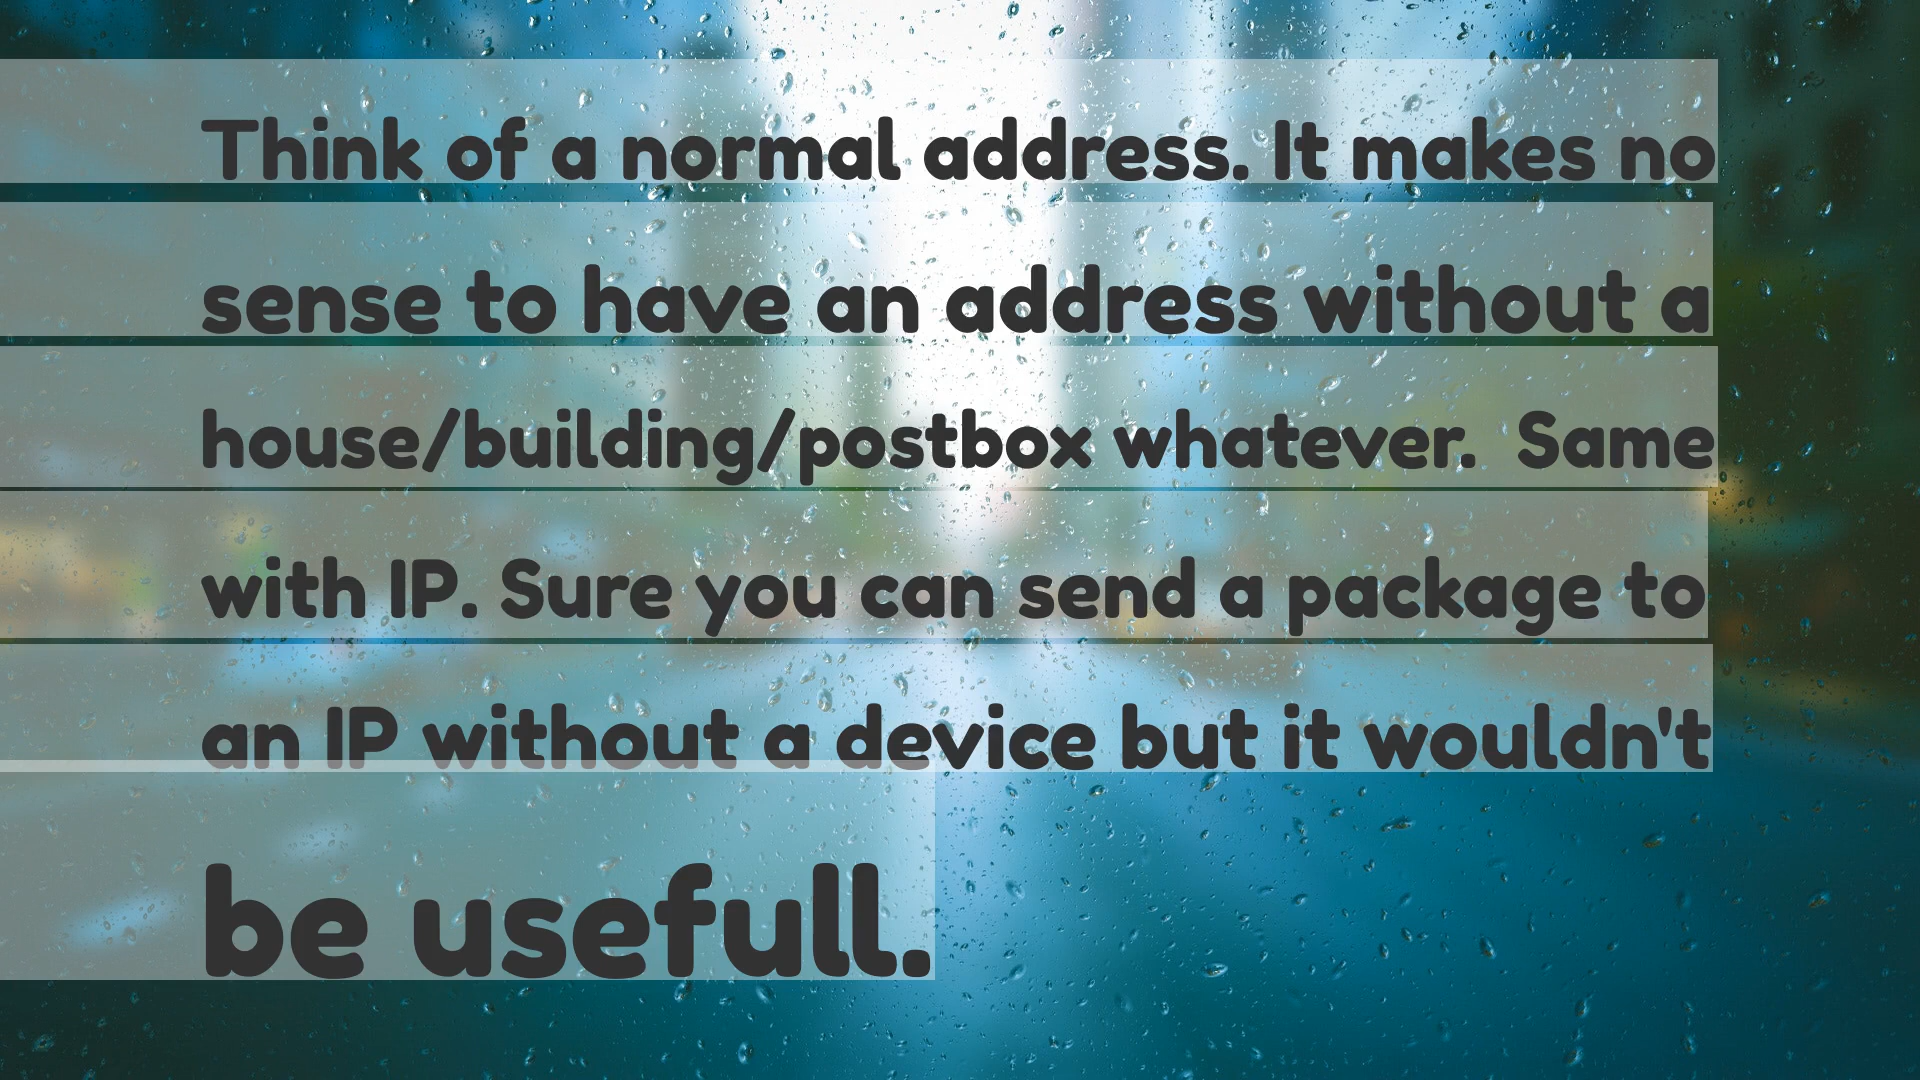 Think of a normal address. It makes no
sense to have an address without a
house/building/postbox whatever.  Same
with IP. Sure you can send a package to
an IP without a device but it wouldn't
be usefull.